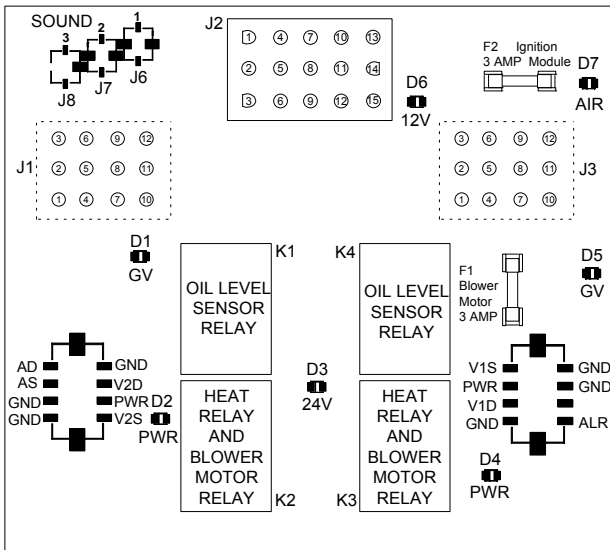 SOUND
3
2
1
J8
J7
J6
J2
1 4 7 10 13
2 5 8 11 14
3 6 9 12 15
D6
12V
F2 Ignition
3 AMP Module
D7
AIR
J1
3 6 9 12
2 5 8 11
1 4 7 10
3 6 9 12
2 5 8 11
1 4 7 10
J3
D1
GV
K1
OIL LEVEL
SENSOR
RELAY
K4
OIL LEVEL
SENSOR
RELAY
F1
Blower
Motor
3 AMP
D5
GV
AD
AS
GND
GND
GND
V2D
PWR
V2S
D2
PWR
HEAT
RELAY
AND
BLOWER
MOTOR
RELAY
K2
D3
24V
HEAT
RELAY
AND
BLOWER
MOTOR
RELAY
K3
V1S
PWR
V1D
GND
GND
GND
ALR
D4
PWR